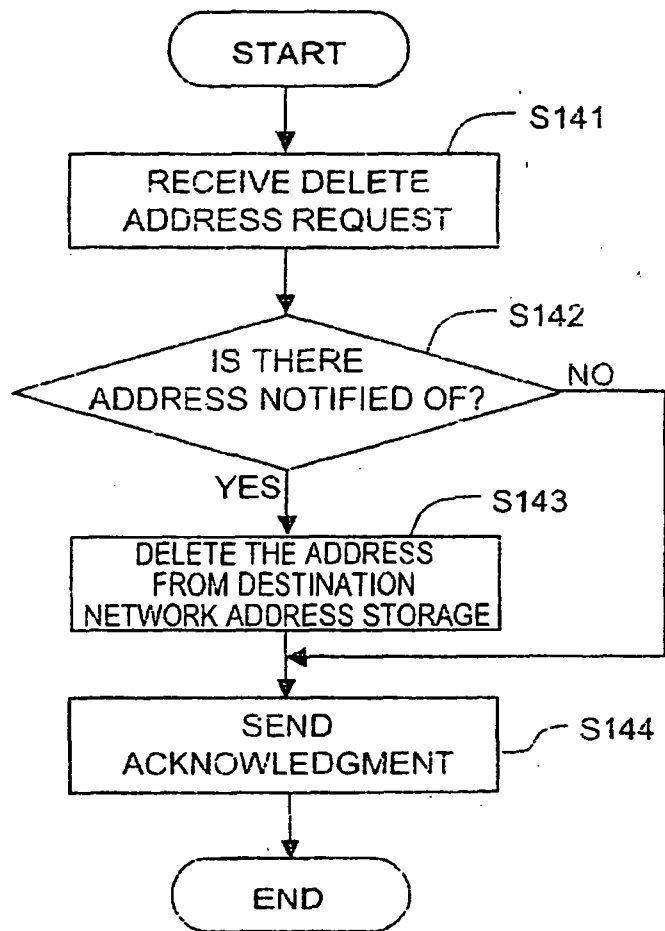 START
S141
RECEIVE DELETE
ADDRESS REQUEST
S142
IS THERE
ADDRESS NOTIFIED OF?
NO
YES
S143
DELETE THE ADDRESS
FROM DESTINATION
NETWORK ADDRESS STORAGE
SEND
ACKNOWLEDGMENT
S144
END